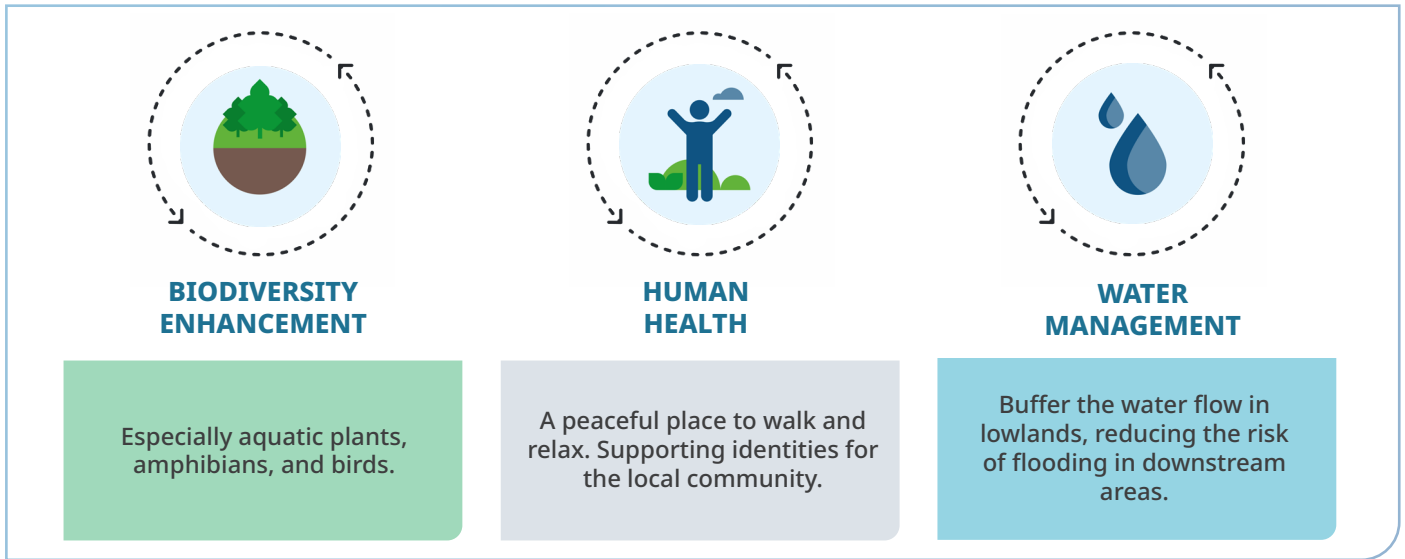 BIODIVERSITY
ENHANCEMENT
Especially aquatic plants,
amphibians, and birds.
HUMAN
HEALTH
A peaceful place to walk and
relax. Supporting identities for
the local community.
WATER
MANAGEMENT
Buffer the water flow in
lowlands, reducing the risk
of flooding in downstream
areas.